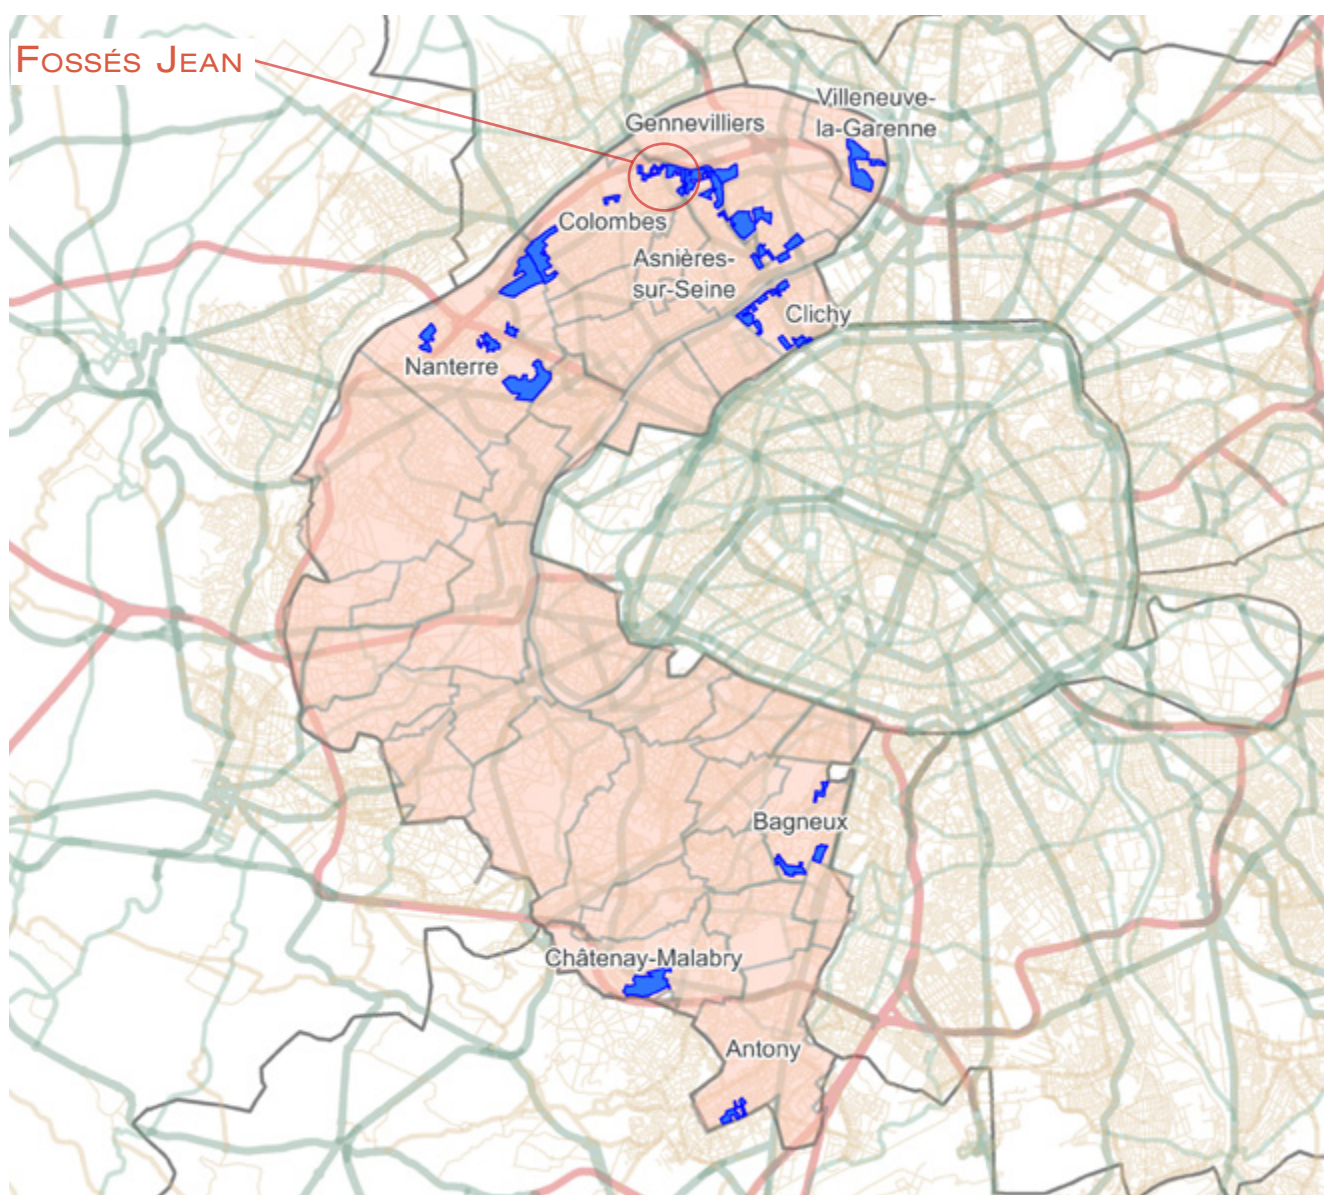 FOSSÉS JEAN
Villeneuve-
la-Garenne
Gennevilliers
Colombes
Asnières-
sur-Seine
Clichy
Nanterre
Bagneux
Châtenay-Malabry
Antony